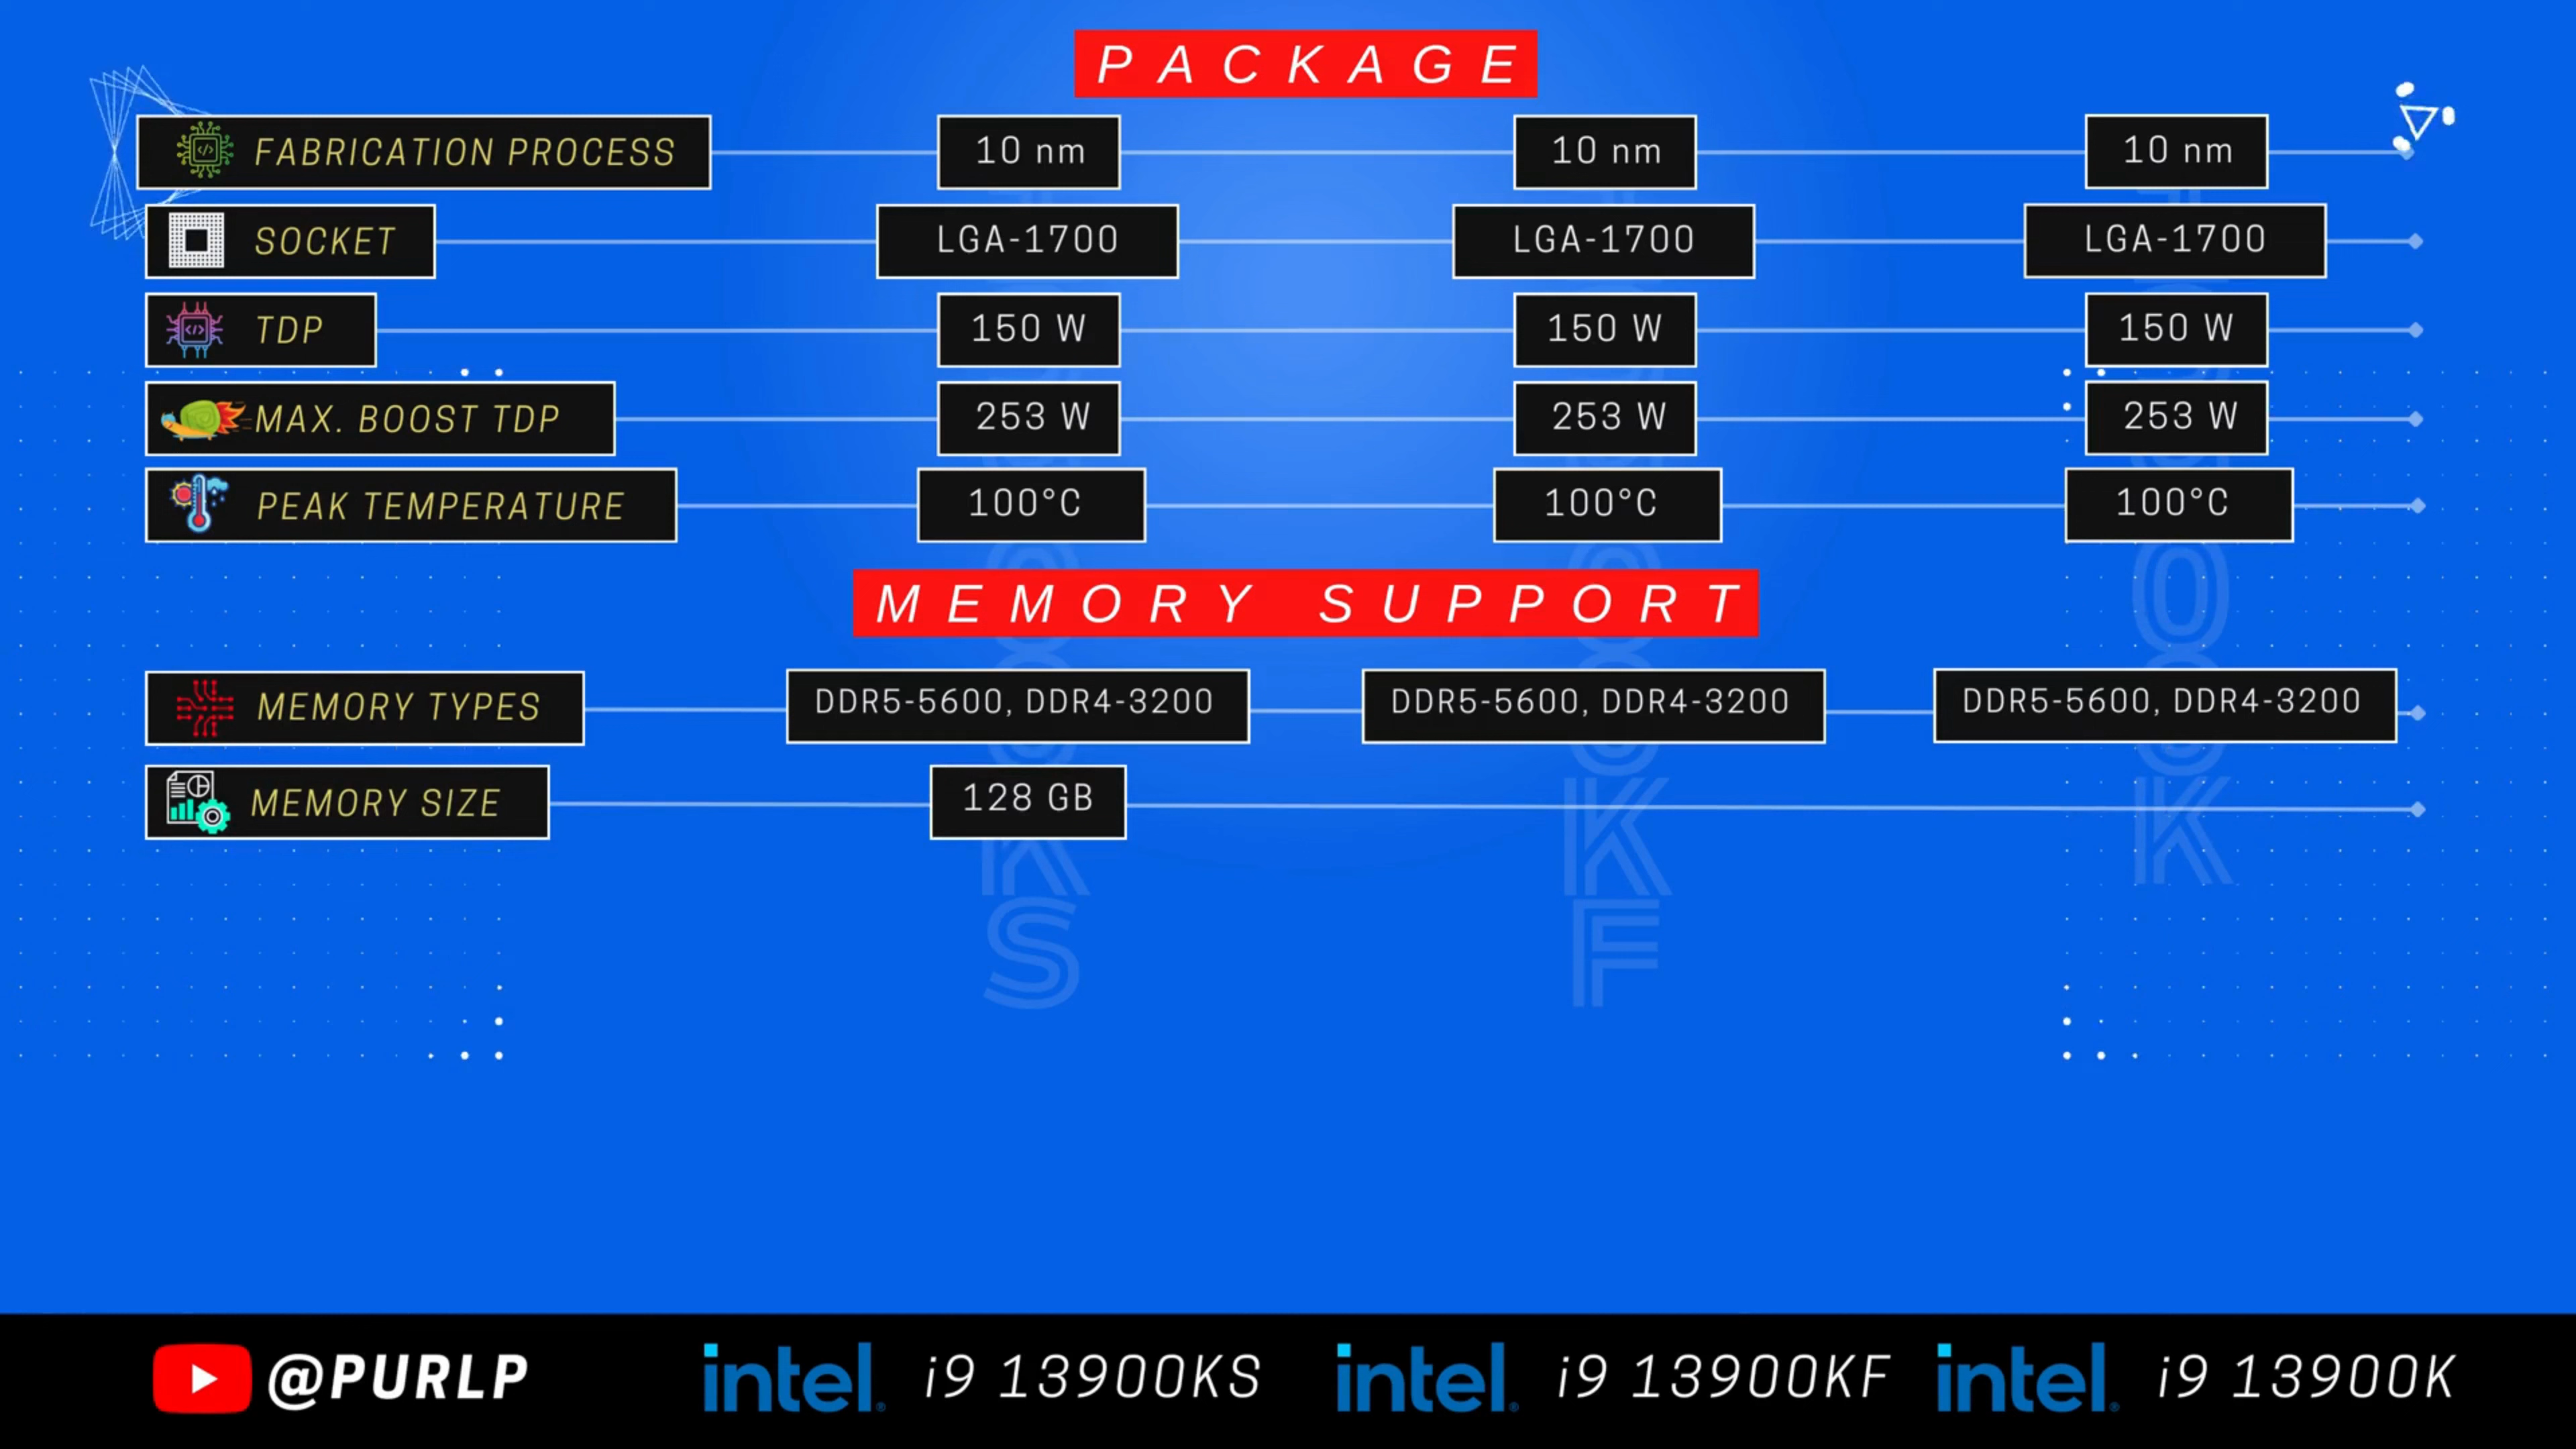 PACKAGE
FABRICATION PROCESS 10 nm 10 nm 10 nm
SOCKET LGA-1700 LGA-1700 LGA-1700
TDP 150 W 150 W 150 W
MAX. BOOST TDP 253 W 253 W 253 W
PEAK TEMPERATURE 100°C 100°C 100°C
MEMORY SUPPORT
MEMORY TYPES DDR5-5600, DDR4-3200 DDR5-5600, DDR4-3200 DDR5-5600, DDR4-3200
MEMORY SIZE 128 GB
@PURLP intel® i9 13900KS intel® i9 13900KF intel® i9 13900K